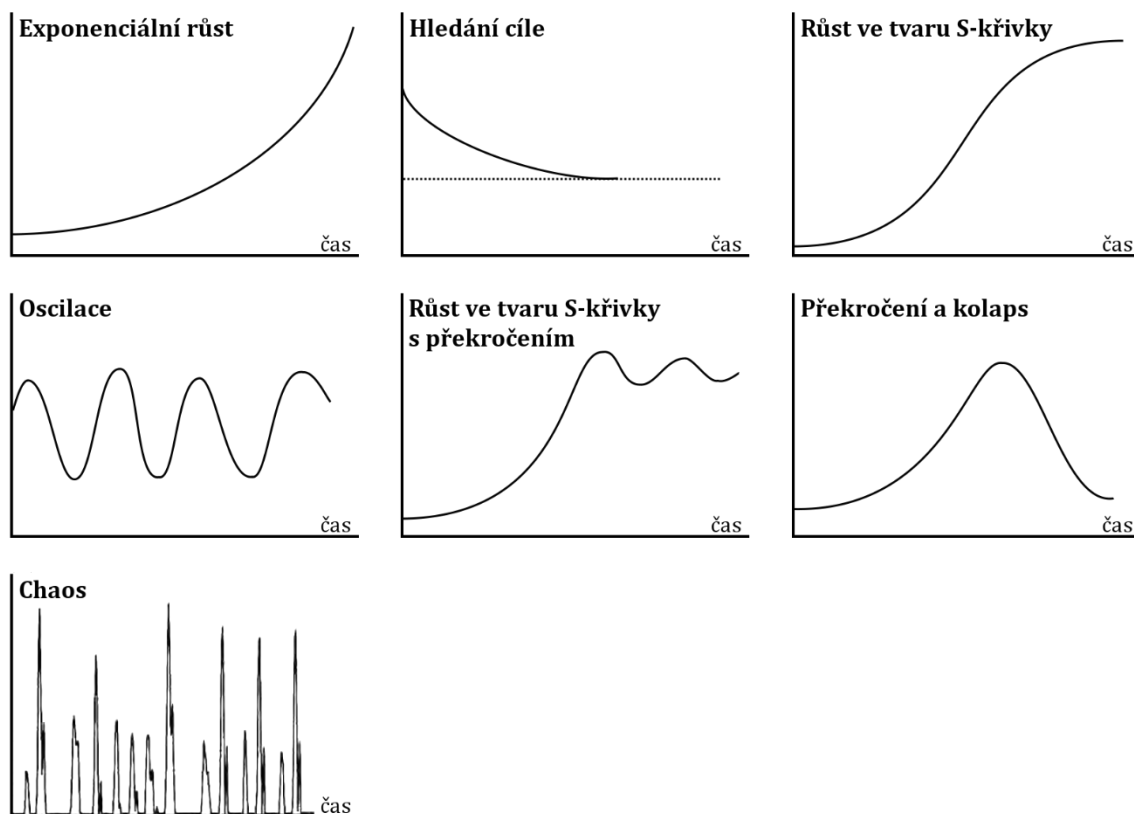 Exponenciální růst
čas
Hledání cíle
čas
Růst ve tvaru S-křivky
čas
Oscilace
čas
Růst ve tvaru S-křivky
s překročením
čas
Překročení a kolaps
čas
Chaos
čas